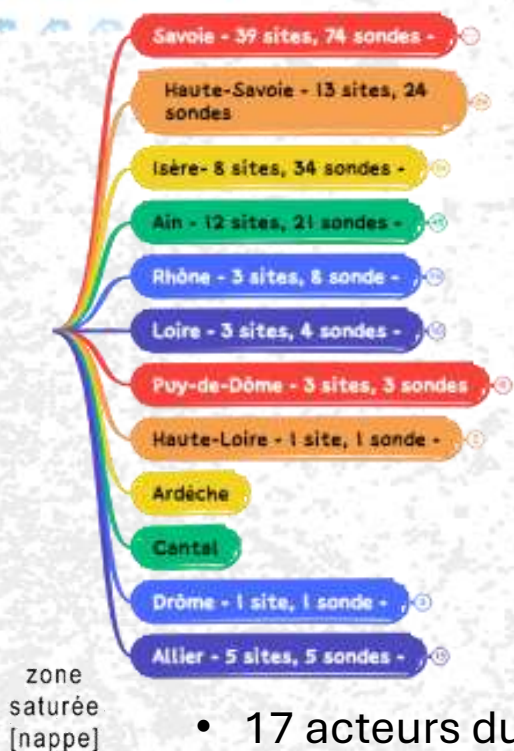 Savoie - 39 sites, 74 sondes -
Haute-Savoie - 13 sites, 24
sondes
Isère- 8 sites, 34 sondes -
Ain - 12 sites, 21 sondes -
Rhône - 3 sites, 8 sonde -
Loire - 3 sites, 4 sondes -
Puy-de-Dôme - 3 sites, 3 sondes
Haute-Loire - 1 site, 1 sonde -
Ardèche
Cantal
Drôme - 1 site, 1 sonde -
Allier - 5 sites, 5 sondes -
zone
saturée
[nappe]
• 17 acteurs du